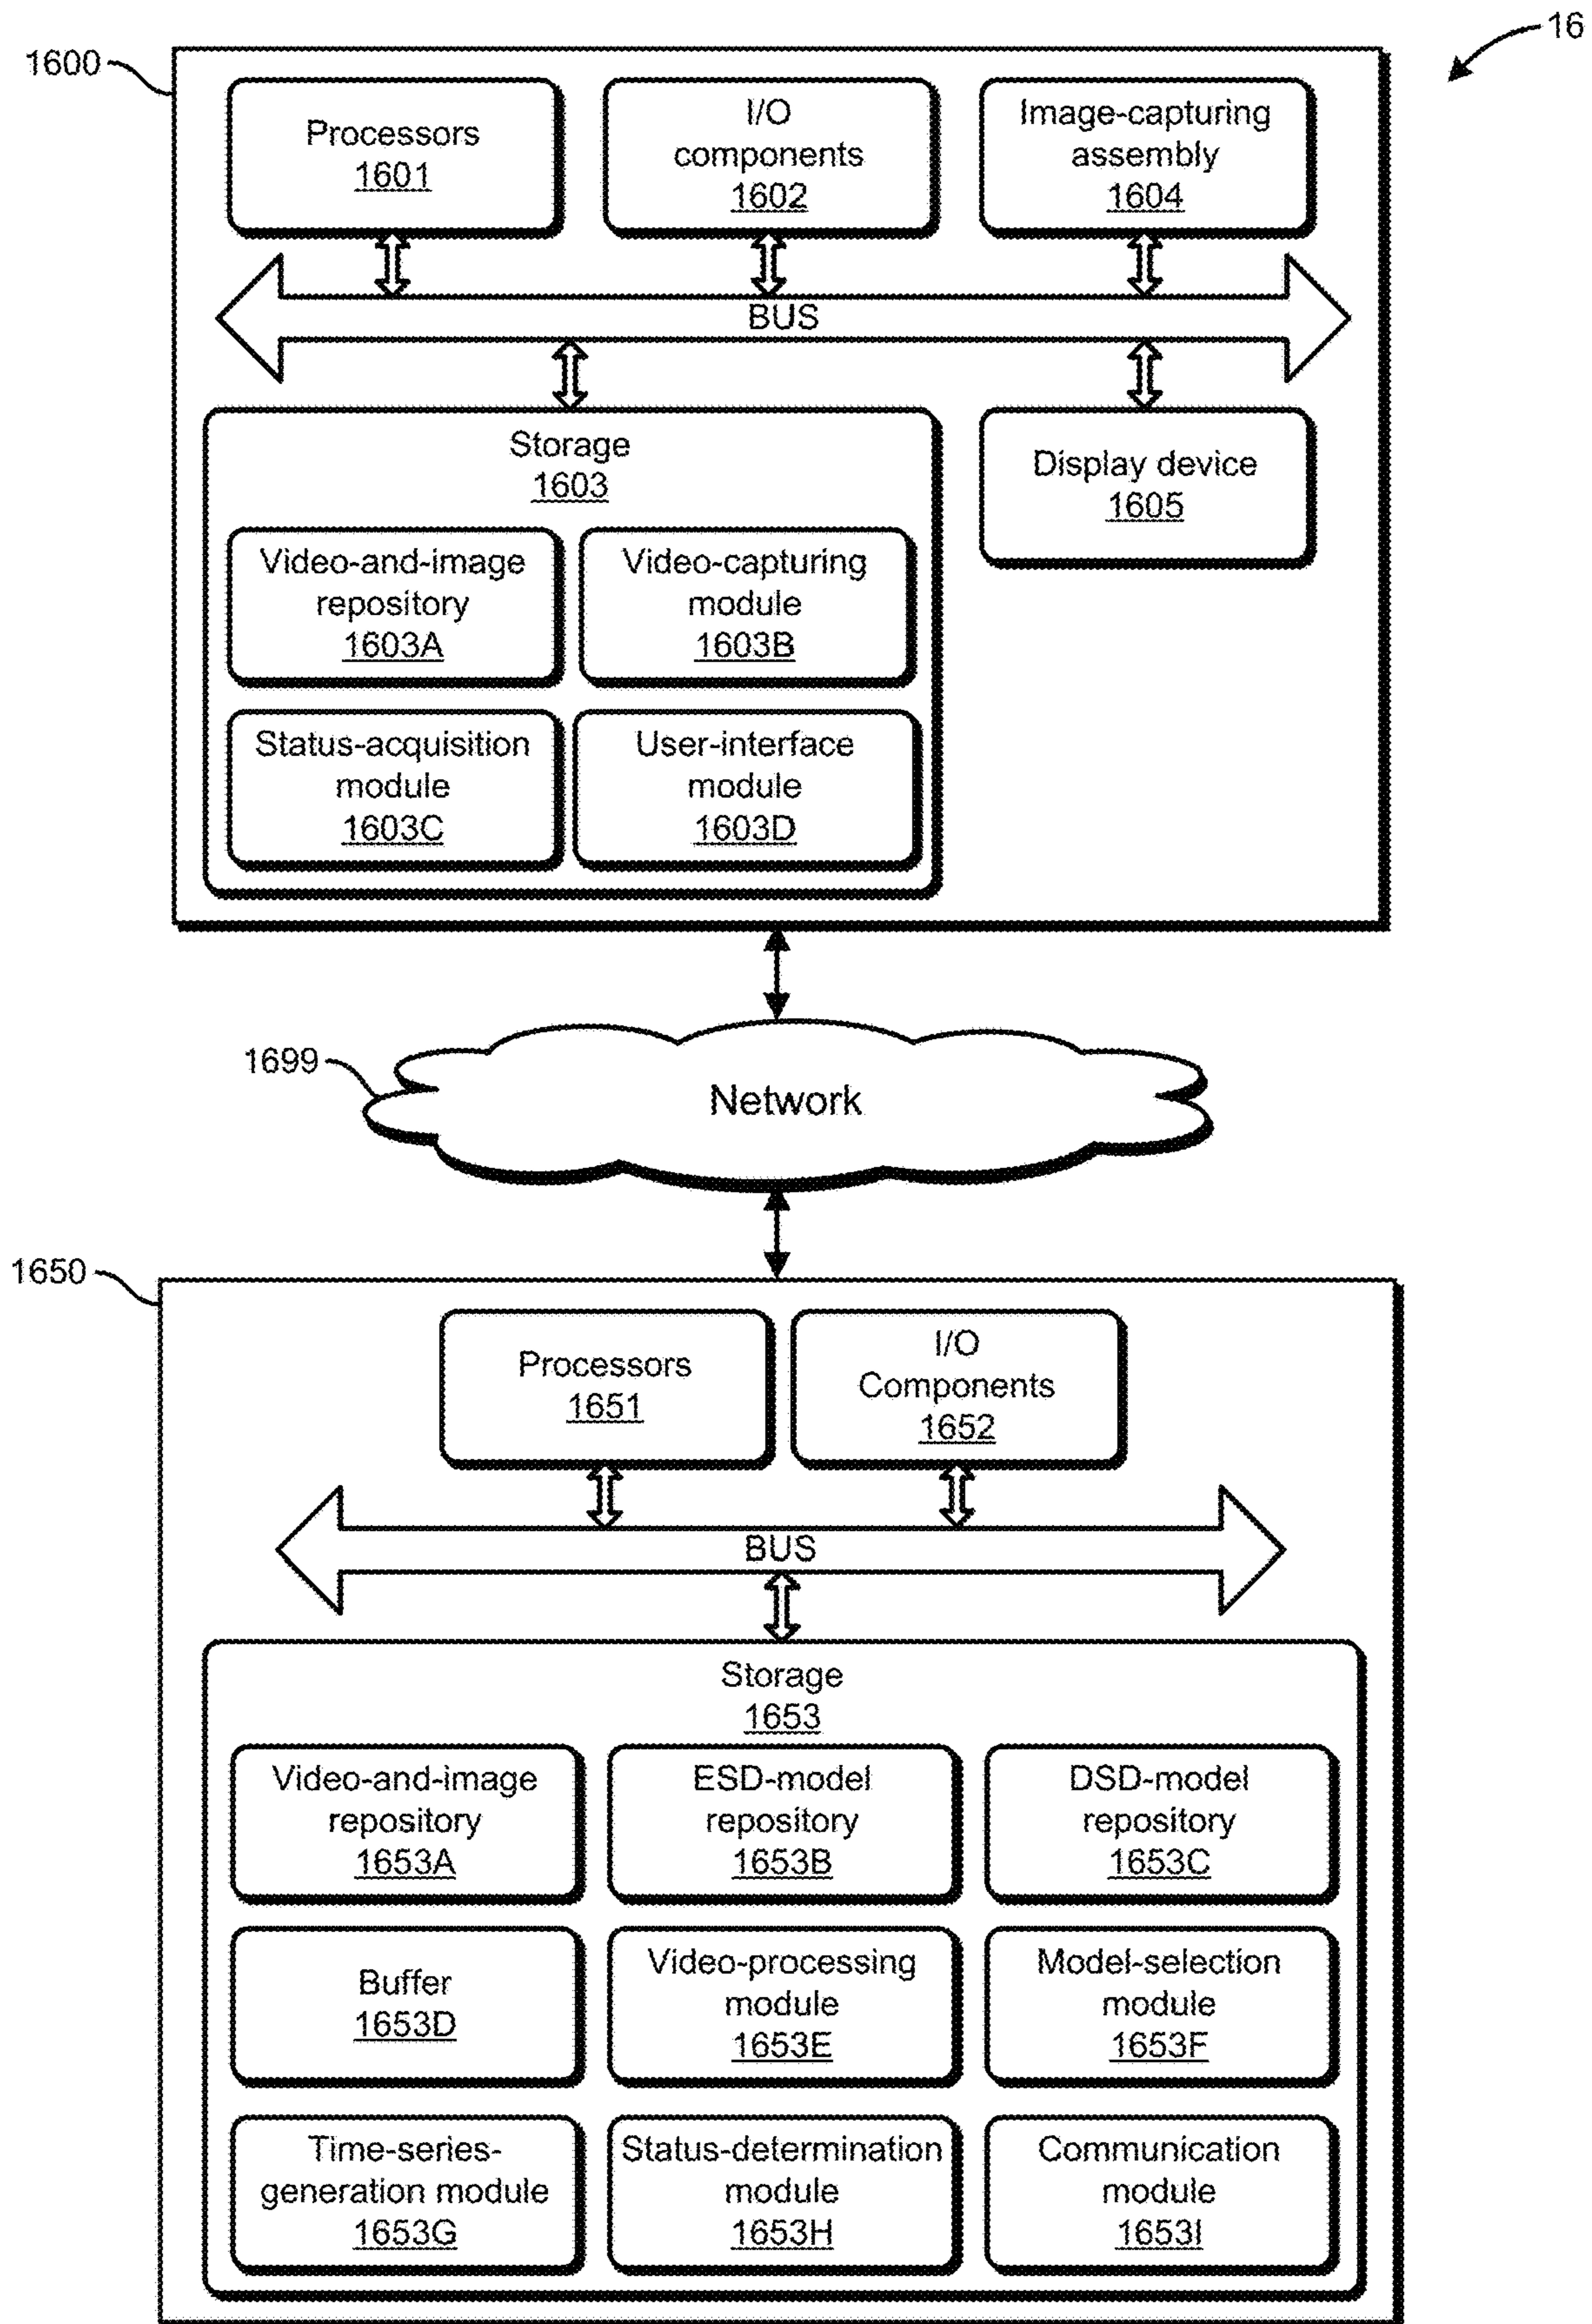 16
1600
Processors
1601
I/O
components
1602
Image-capturing
assembly
1604
BUS
Storage
1603
Display device
1605
Video-and-image
repository
1603A
Video-capturing
module
1603B
Status-acquisition
module
1603C
User-interface
module
1603D
1699
Network
1650
Processors
1651
I/O
Components
1652
BUS
Storage
1653
Video-and-image
repository
1653A
ESD-model
repository
1653B
DSD-model
repository
1653C
Buffer
1653D
Video-processing
module
1653E
Model-selection
module
1653F
Time-series-
generation module
1653G
Status-determination
module
1653H
Communication
module
1653I